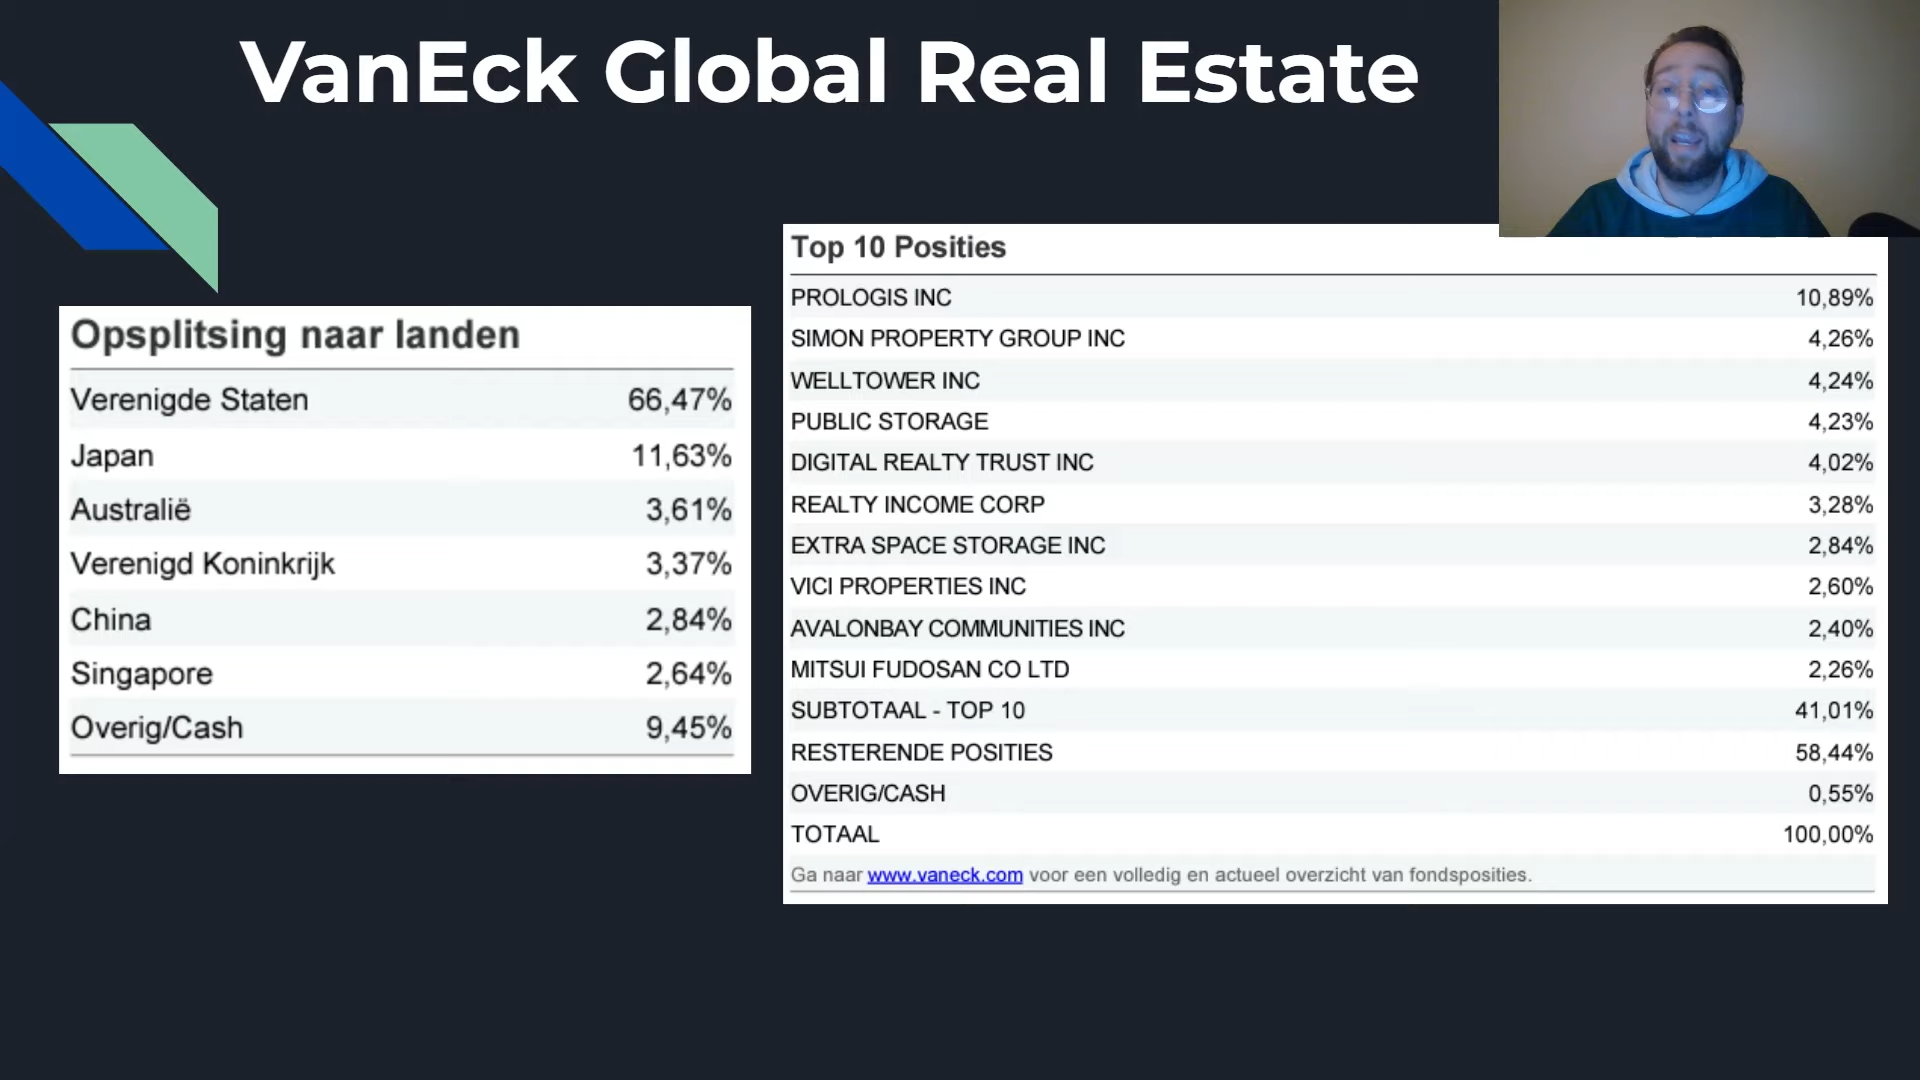 VanEck Global Real Estate
Opsplitsing naar landen
Verenigde Staten 66,47%
Japan 11,63%
Australië 3,61%
Verenigd Koninkrijk 3,37%
China 2,84%
Singapore 2,64%
Overig/Cash 9,45%
Top 10 Posities
PROLOGIS INC 10,89%
SIMON PROPERTY GROUP INC 4,26%
WELLTOWER INC 4,24%
PUBLIC STORAGE 4,23%
DIGITAL REALTY TRUST INC 4,02%
REALTY INCOME CORP 3,28%
EXTRA SPACE STORAGE INC 2,84%
VICI PROPERTIES INC 2,60%
AVALONBAY COMMUNITIES INC 2,40%
MITSUI FUDOSAN CO LTD 2,26%
SUBTOTAAL - TOP 10 41,01%
RESTERENDE POSITIES 58,44%
OVERIG/CASH 0,55%
TOTAAL 100,00%
Ga naar www.vaneck.com voor een volledig en actueel overzicht van fondsposities.